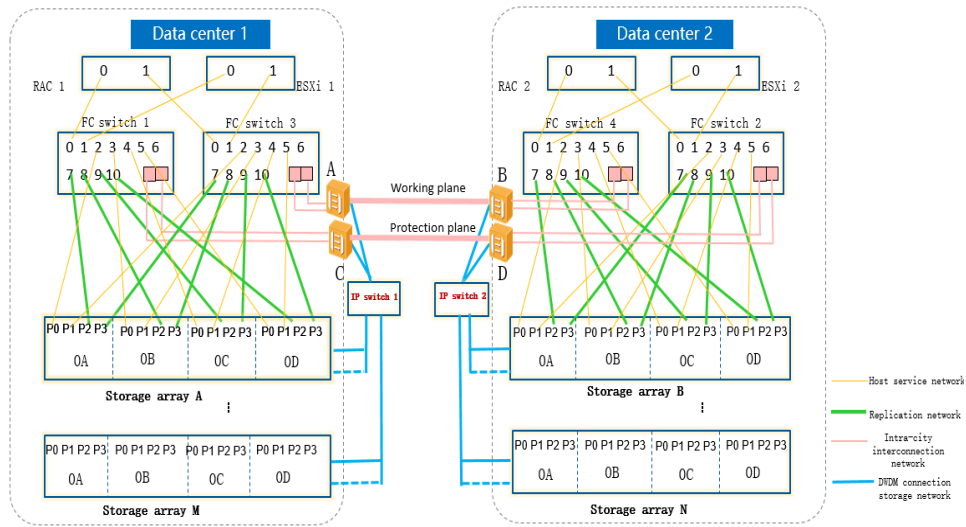 Data center 1
Data center 2
0 1
0 1
0 1
0 1
RAC 1
ESXi 1
RAC 2
ESXi 2
FC switch 1
FC switch 3
FC switch 4
FC switch 2
0 1 2 3 4 5 6
0 1 2 3 4 5 6
0 1 2 3 4 5 6
0 1 2 3 4 5 6
7 8 9 10
7 8 9 10
7 8 9 10
7 8 9 10
A
Working plane
B
Protection plane
C
D
IP switch 1
IP switch 2
P0 P1 P2 P3
P0 P1 P2 P3
P0 P1 P2 P3
P0 P1 P2 P3
P0 P1 P2 P3
P0 P1 P2 P3
P0 P1 P2 P3
P0 P1 P2 P3
0A
0B
0C
0D
0A
0B
0C
0D
Storage array A
Storage array B
Host service network
Replication network
Intra-city
interconnection
network
DWDM connection
storage network
P0 P1 P2 P3
P0 P1 P2 P3
P0 P1 P2 P3
P0 P1 P2 P3
P0 P1 P2 P3
P0 P1 P2 P3
P0 P1 P2 P3
P0 P1 P2 P3
0A
0B
0C
0D
0A
0B
0C
0D
Storage array M
Storage array N